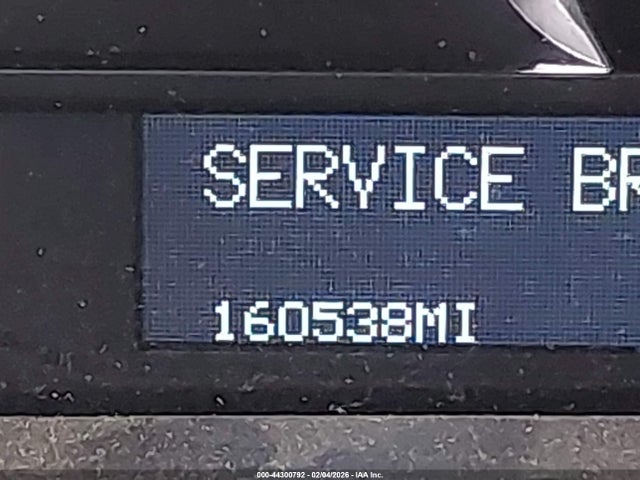 SERVICE BR
160538MI
000-44300792 - 02/04/2026 - IAA Inc.